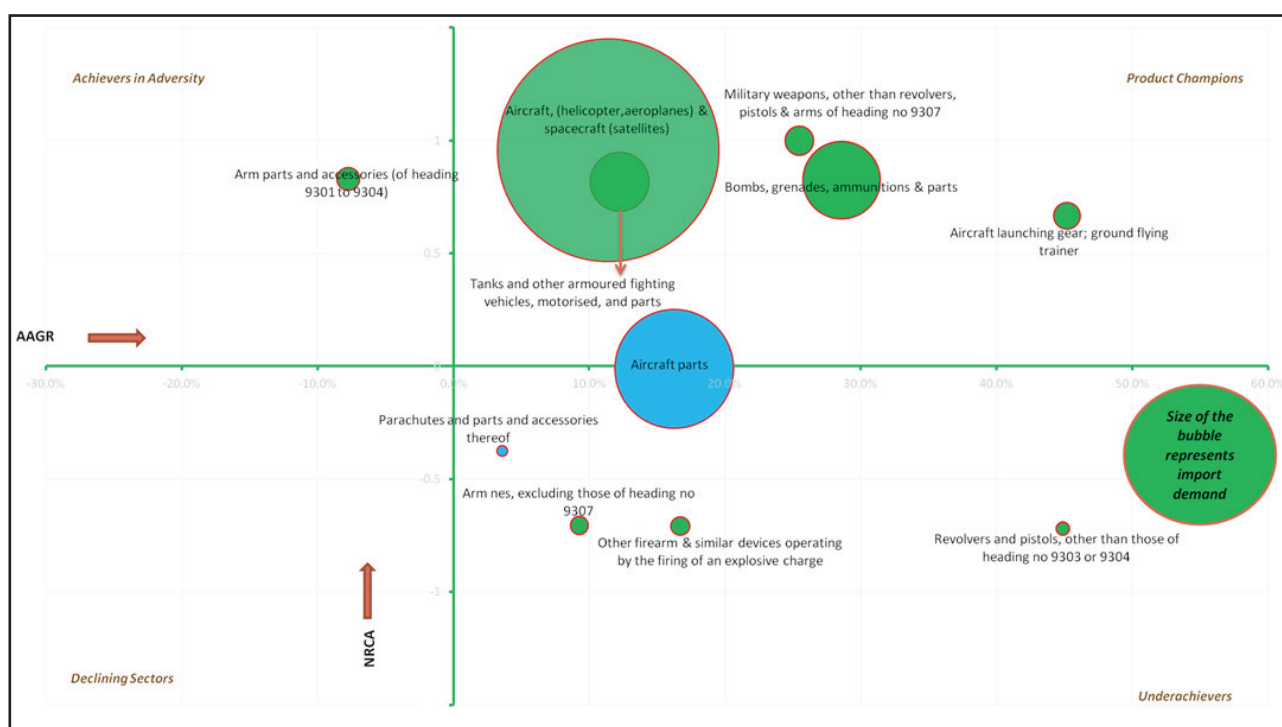 Achievers in Adversity
Product Champions
Military weapons, other than revolvers,
pistols & arms of heading no 9307
Aircraft, (helicopter,aeroplanes) &
spacecraft (satellites)
1
Arm parts and accessories (of heading
9301 to 9304)
Bombs, grenades, ammunitions & parts
Aircraft launching gear; ground flying
trainer
0.5
Tanks and other armoured fighting
vehicles, motorised, and parts
AAGR
Aircraft parts
0
-30.0%
-20.0%
-10.0%
0.0%
10.0%
20.0%
30.0%
40.0%
50.0%
60.0%
Parachutes and parts and accessories
thereof
Size of the
bubble
represents
import
demand
-0.5
Arm nes, excluding those of heading no
9307
Other firearm & similar devices operating
by the firing of an explosive charge
Revolvers and pistols, other than those of
heading no 9303 or 9304
-1
NRCA
Declining Sectors
Underachievers